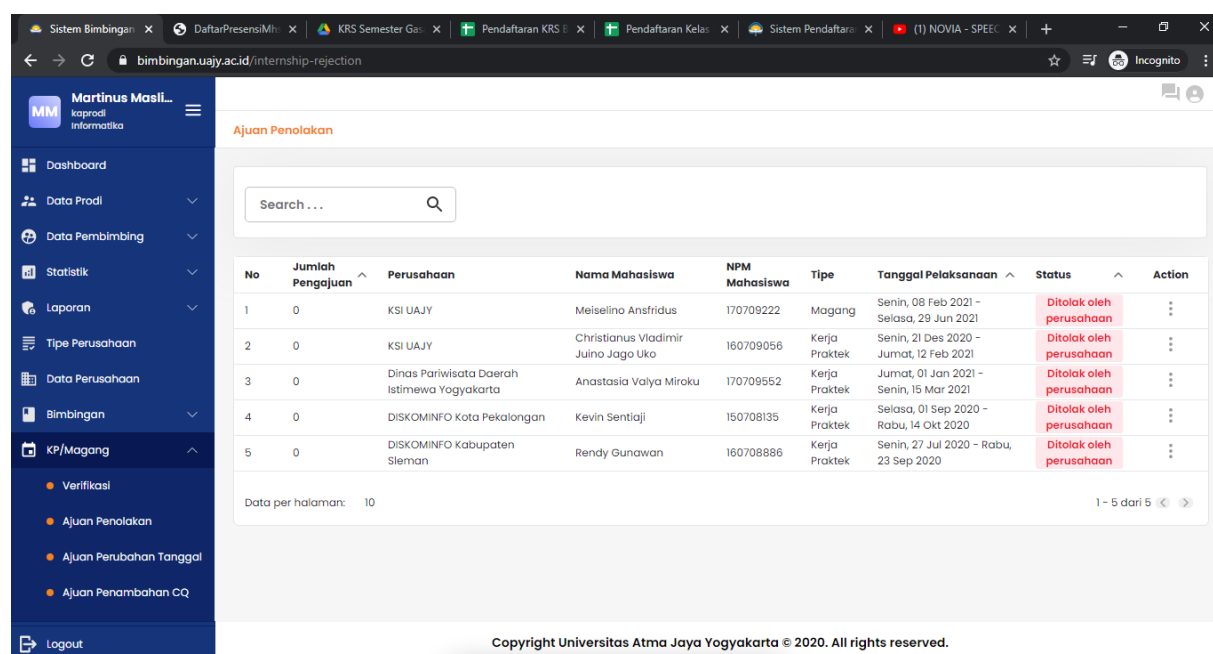 Sistem Bimbingan
DaftarPresensiMhs
KRS Semester Gas
Pendaftaran KRS B
Pendaftaran Kelas
Sistem Pendaftara
(1) NOVIA - SPEEC
bimbingan.uajy.ac.id/internship-rejection
Incognito
MM
Martinus Masli...
kaprodi
Informatika
Dashboard
Data Prodi
Data Pembimbing
Statistik
Laporan
Tipe Perusahaan
Data Perusahaan
Bimbingan
KP/Magang
Verifikasi
Ajuan Penolakan
Ajuan Perubahan Tanggal
Ajuan Penambahan CQ
Logout
Ajuan Penolakan
Search . . .
No Jumlah Pengajuan Perusahaan Nama Mahasiswa NPM Mahasiswa Tipe Tanggal Pelaksanaan Status Action
1 0 KSI UAJY Meiselino Ansfridus 170709222 Magang Senin, 08 Feb 2021 - Selasa, 29 Jun 2021 Ditolak oleh perusahaan
2 0 KSI UAJY Christianus Vladimir Juino Jago Uko 160709056 Kerja Praktek Senin, 21 Des 2020 - Jumat, 12 Feb 2021 Ditolak oleh perusahaan
3 0 Dinas Pariwisata Daerah Istimewa Yogyakarta Anastasia Valya Miroku 170709552 Kerja Praktek Jumat, 01 Jan 2021 - Senin, 15 Mar 2021 Ditolak oleh perusahaan
4 0 DISKOMINFO Kota Pekalongan Kevin Sentiaji 150708135 Kerja Praktek Selasa, 01 Sep 2020 - Rabu, 14 Okt 2020 Ditolak oleh perusahaan
5 0 DISKOMINFO Kabupaten Sleman Rendy Gunawan 160708886 Kerja Praktek Senin, 27 Jul 2020 - Rabu, 23 Sep 2020 Ditolak oleh perusahaan
Data per halaman: 10
1 - 5 dari 5
Copyright Universitas Atma Jaya Yogyakarta © 2020. All rights reserved.